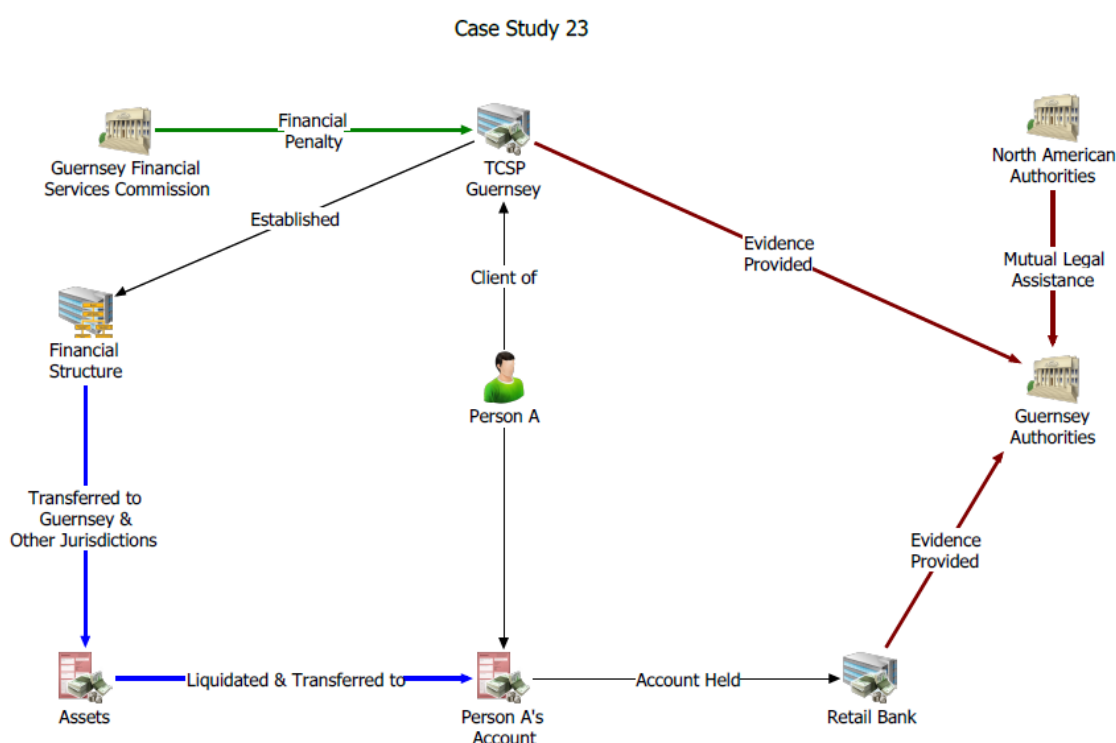 Case Study 23
Financial
Penalty
Guernsey Financial
Services Commission
TCSP
Guernsey
North American
Authorities
Established
Client of
Evidence
Provided
Mutual Legal
Assistance
Financial
Structure
Person A
Guernsey
Authorities
Transferred to
Guernsey &
Other Jurisdictions
Evidence
Provided
Assets
Liquidated & Transferred to
Person A's
Account
Account Held
Retail Bank